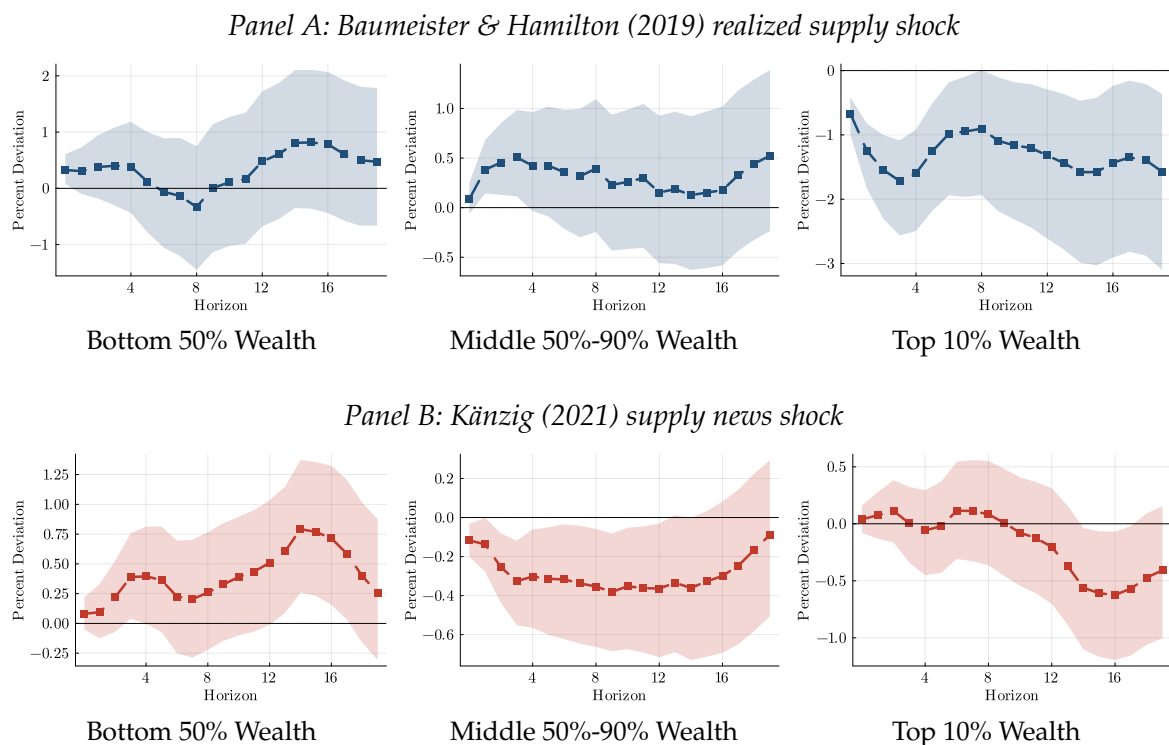 Panel A: Baumeister & Hamilton (2019) realized supply shock
Percent Deviation
2
1
0
−1
4
8
12
16
Horizon
Bottom 50% Wealth
Percent Deviation
1.0
0.5
0.0
−0.5
4
8
12
16
Horizon
Middle 50%-90% Wealth
Percent Deviation
0
−1
−2
−3
4
8
12
16
Horizon
Top 10% Wealth
Panel B: Känzig (2021) supply news shock
Percent Deviation
1.25
1.00
0.75
0.50
0.25
0.00
−0.25
4
8
12
16
Horizon
Bottom 50% Wealth
Percent Deviation
0.2
0.0
−0.2
−0.4
−0.6
4
8
12
16
Horizon
Middle 50%-90% Wealth
Percent Deviation
0.5
0.0
−0.5
−1.0
4
8
12
16
Horizon
Top 10% Wealth